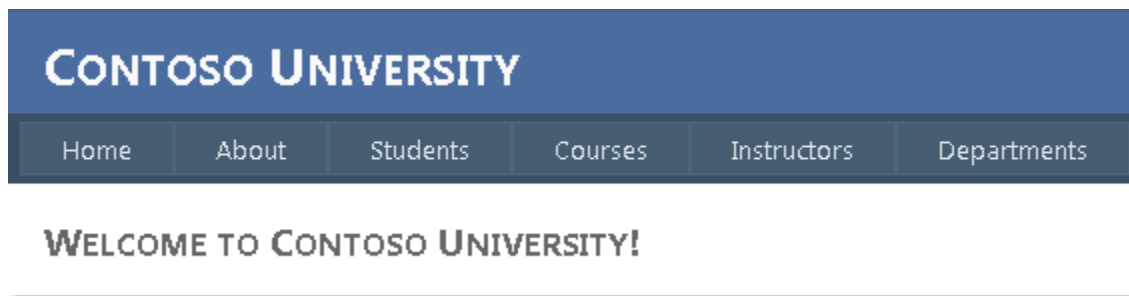 Contoso University
Home About Students Courses Instructors Departments
Welcome to Contoso University!